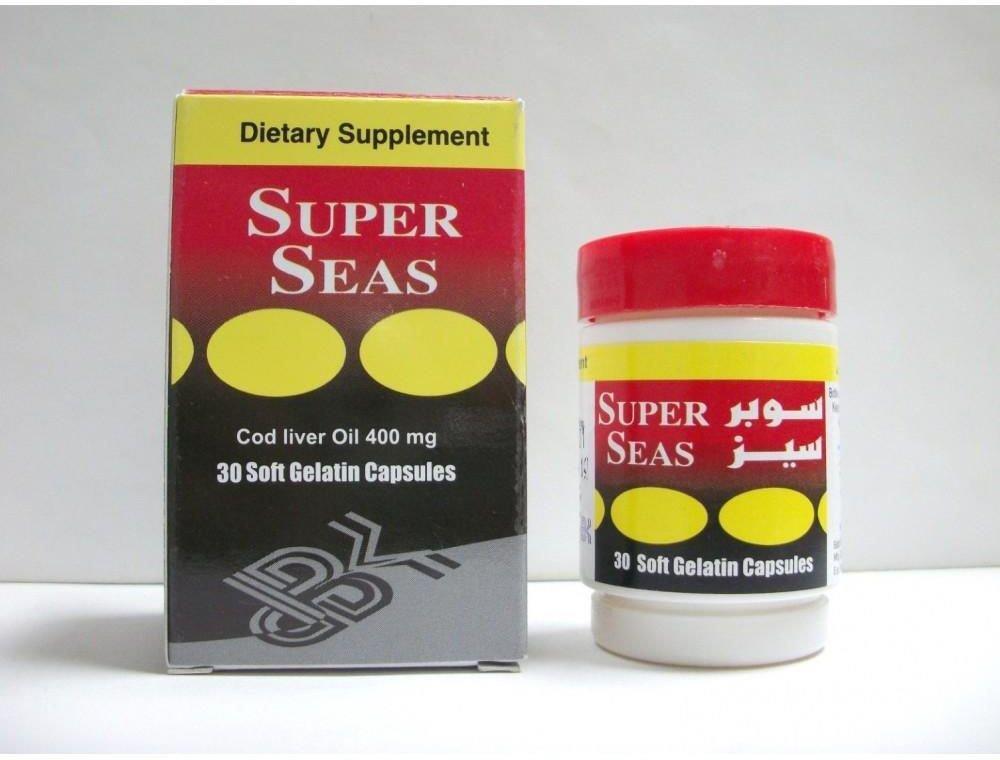 Dietary Supplement
SUPER
SEAS
Cod liver Oil 400 mg
30 Soft Gelatin Capsules
SUPER
SEAS
سوبر
سيز
30 Soft Gelatin Capsules